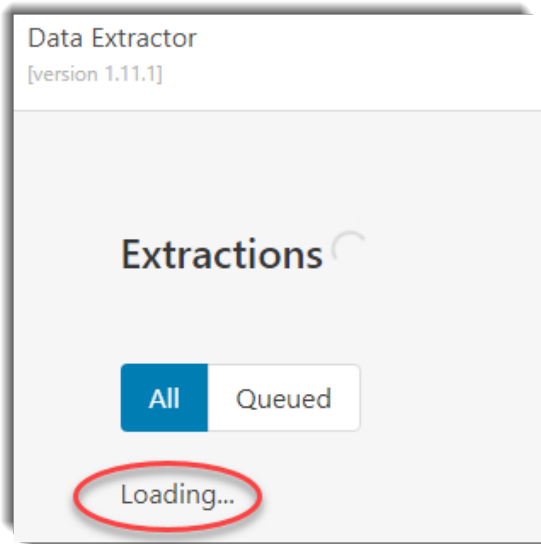 Data Extractor
[version 1.11.1]
Extractions
All Queued
Loading...